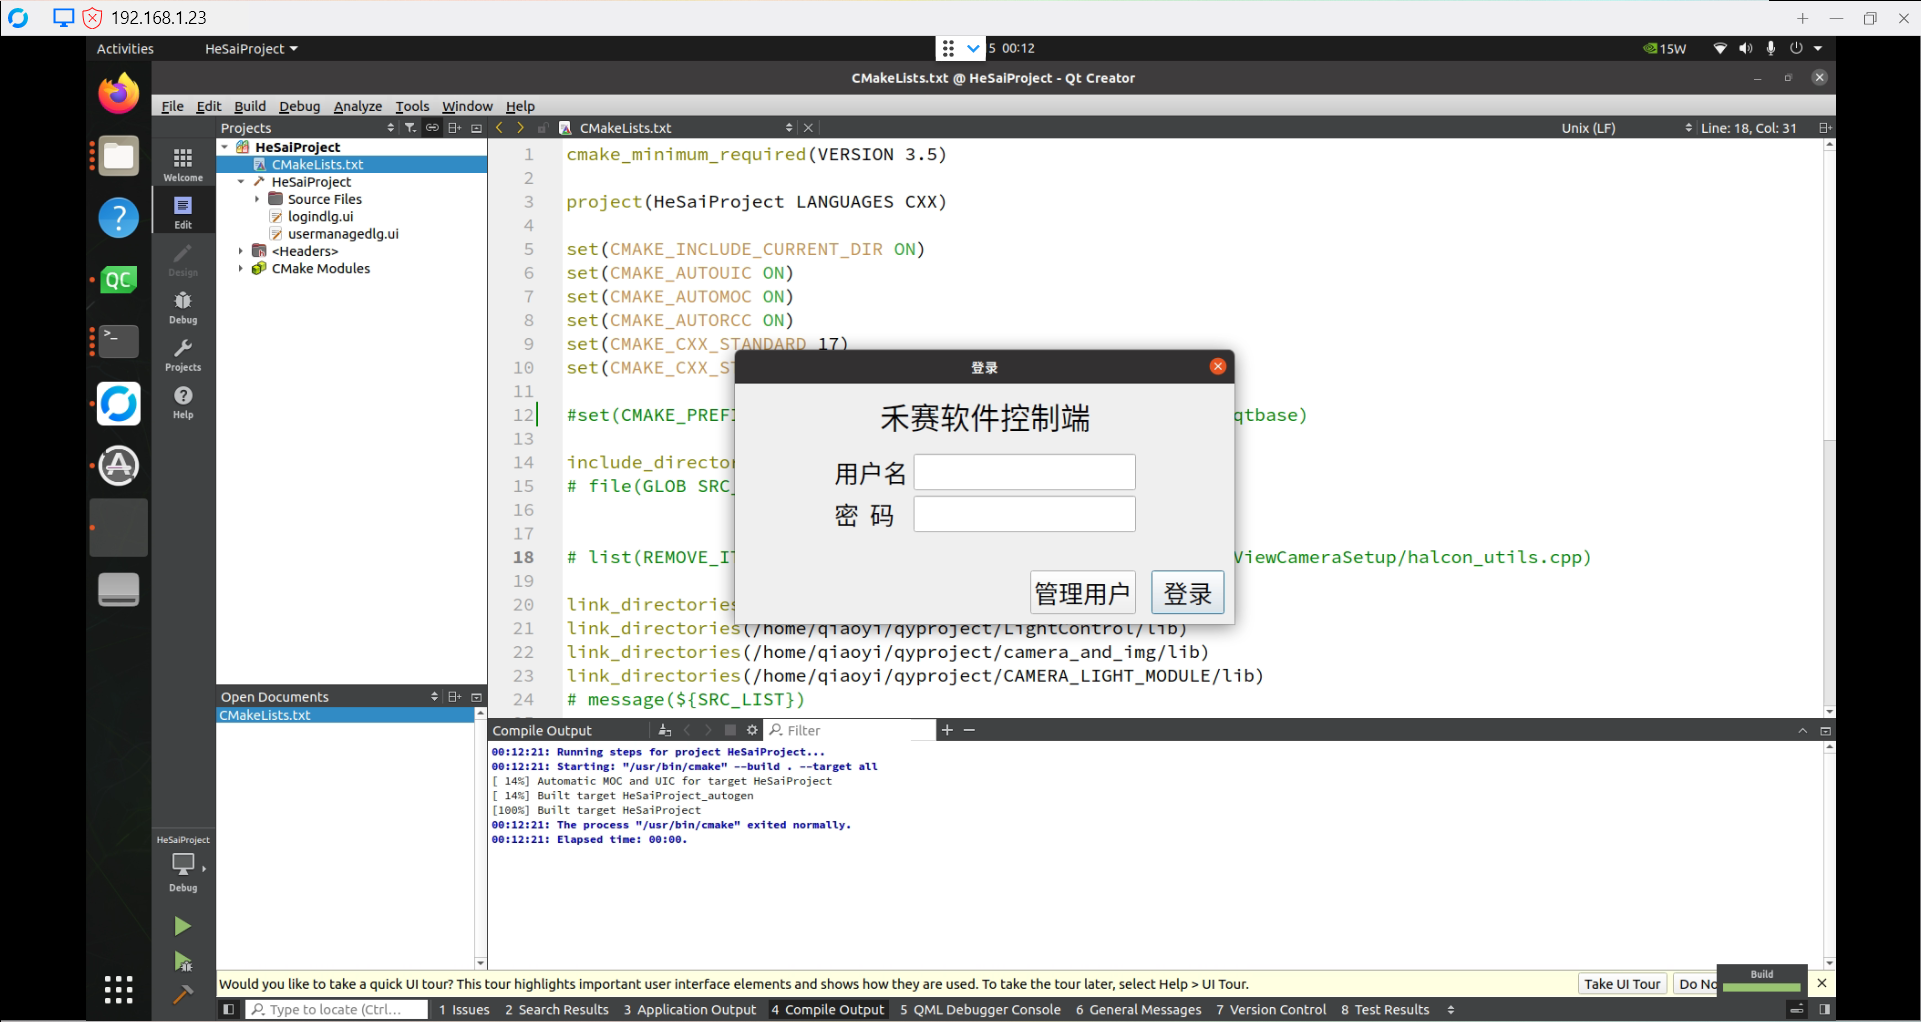 192.168.1.23
Activities
HeSaiProject
5 00:12
15W
CMakeLists.txt @ HeSaiProject - Qt Creator
File Edit Build Debug Analyze Tools Window Help
Projects
CMakeLists.txt
Unix (LF)
Line: 18, Col: 31
Welcome
Edit
Design
Debug
Projects
Help
HeSaiProject
CMakeLists.txt
HeSaiProject
Source Files
logindlg.ui
usermanagedlg.ui
<Headers>
CMake Modules
1 cmake_minimum_required(VERSION 3.5)
2
3 project(HeSaiProject LANGUAGES CXX)
4
5 set(CMAKE_INCLUDE_CURRENT_DIR ON)
6 set(CMAKE_AUTOUIC ON)
7 set(CMAKE_AUTOMOC ON)
8 set(CMAKE_AUTORCC ON)
9 set(CMAKE_CXX_STANDARD 17)
10 set(CMAKE_CXX_S
11
12 #set(CMAKE_PREF qtbase)
13
14 include_directo
15 # file(GLOB SRC_
16
17
18 # list(REMOVE_I ViewCameraSetup/halcon_utils.cpp)
19
20 link_directories
21 link_directories(/home/qiaoyi/qyproject/LightControl/lib)
22 link_directories(/home/qiaoyi/qyproject/camera_and_img/lib)
23 link_directories(/home/qiaoyi/qyproject/CAMERA_LIGHT_MODULE/lib)
24 # message(${SRC_LIST})
登录
禾赛软件控制端
用户名
密 码
管理用户
登录
Open Documents
CMakeLists.txt
Compile Output
Filter
00:12:21: Running steps for project HeSaiProject...
00:12:21: Starting: "/usr/bin/cmake" --build . --target all
[ 14%] Automatic MOC and UIC for target HeSaiProject
[ 14%] Built target HeSaiProject_autogen
[100%] Built target HeSaiProject
00:12:21: The process "/usr/bin/cmake" exited normally.
00:12:21: Elapsed time: 00:00.
HeSaiProject
Debug
Would you like to take a quick UI tour? This tour highlights important user interface elements and shows how they are used. To take the tour later, select Help > UI Tour.
Take UI Tour
Do No
Build
Type to locate (Ctrl...
1 Issues 2 Search Results 3 Application Output 4 Compile Output 5 QML Debugger Console 6 General Messages 7 Version Control 8 Test Results